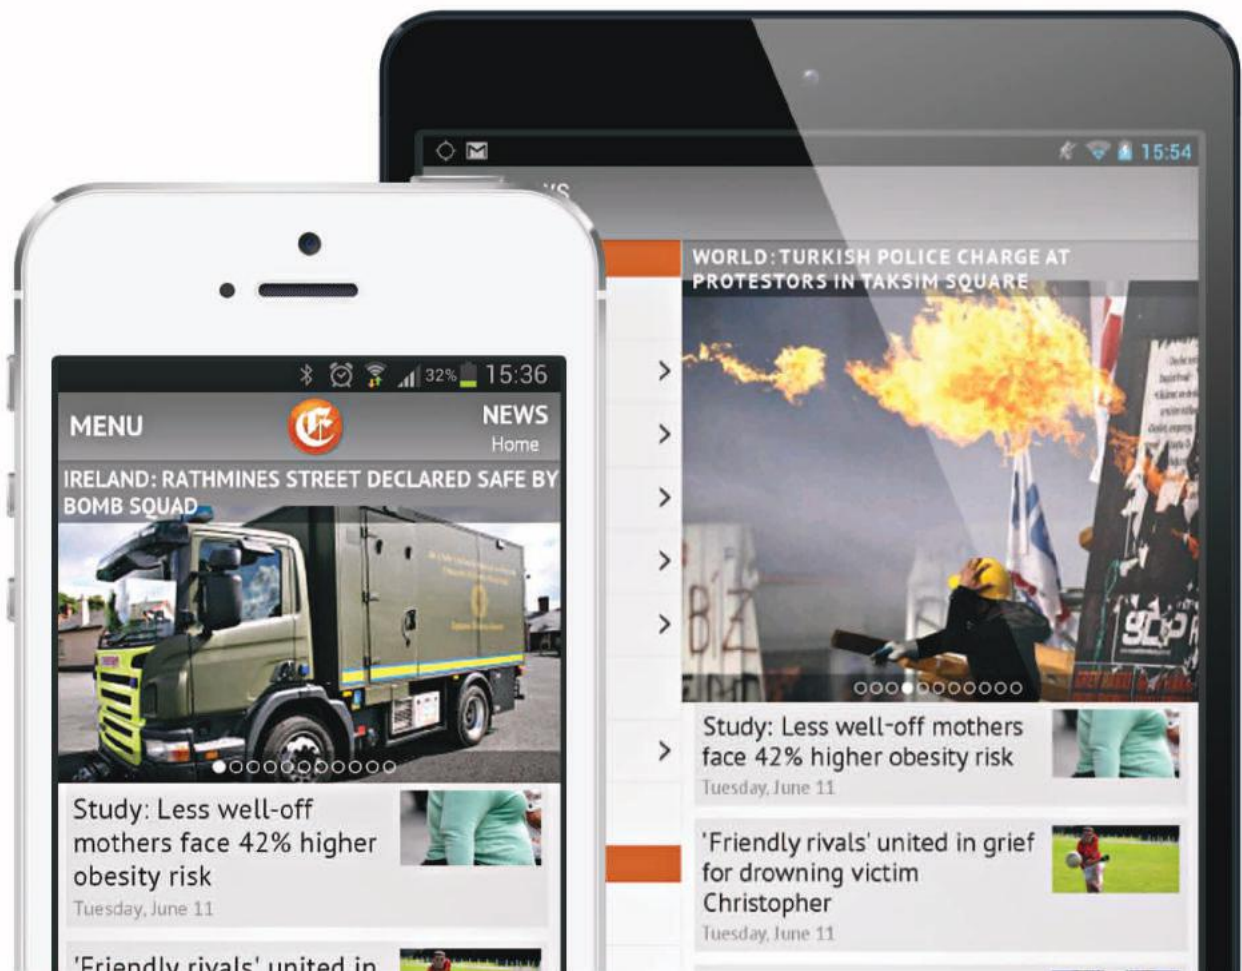 15:54
WORLD: TURKISH POLICE CHARGE AT
PROTESTORS IN TAKSIM SQUARE
Study: Less well-off mothers
face 42% higher obesity risk
Tuesday, June 11
'Friendly rivals' united in grief
for drowning victim
Christopher
Tuesday, June 11
32% 15:36
MENU
NEWS
Home
IRELAND: RATHMINES STREET DECLARED SAFE BY
BOMB SQUAD
Study: Less well-off
mothers face 42% higher
obesity risk
Tuesday, June 11
'Friendly rivals' united in